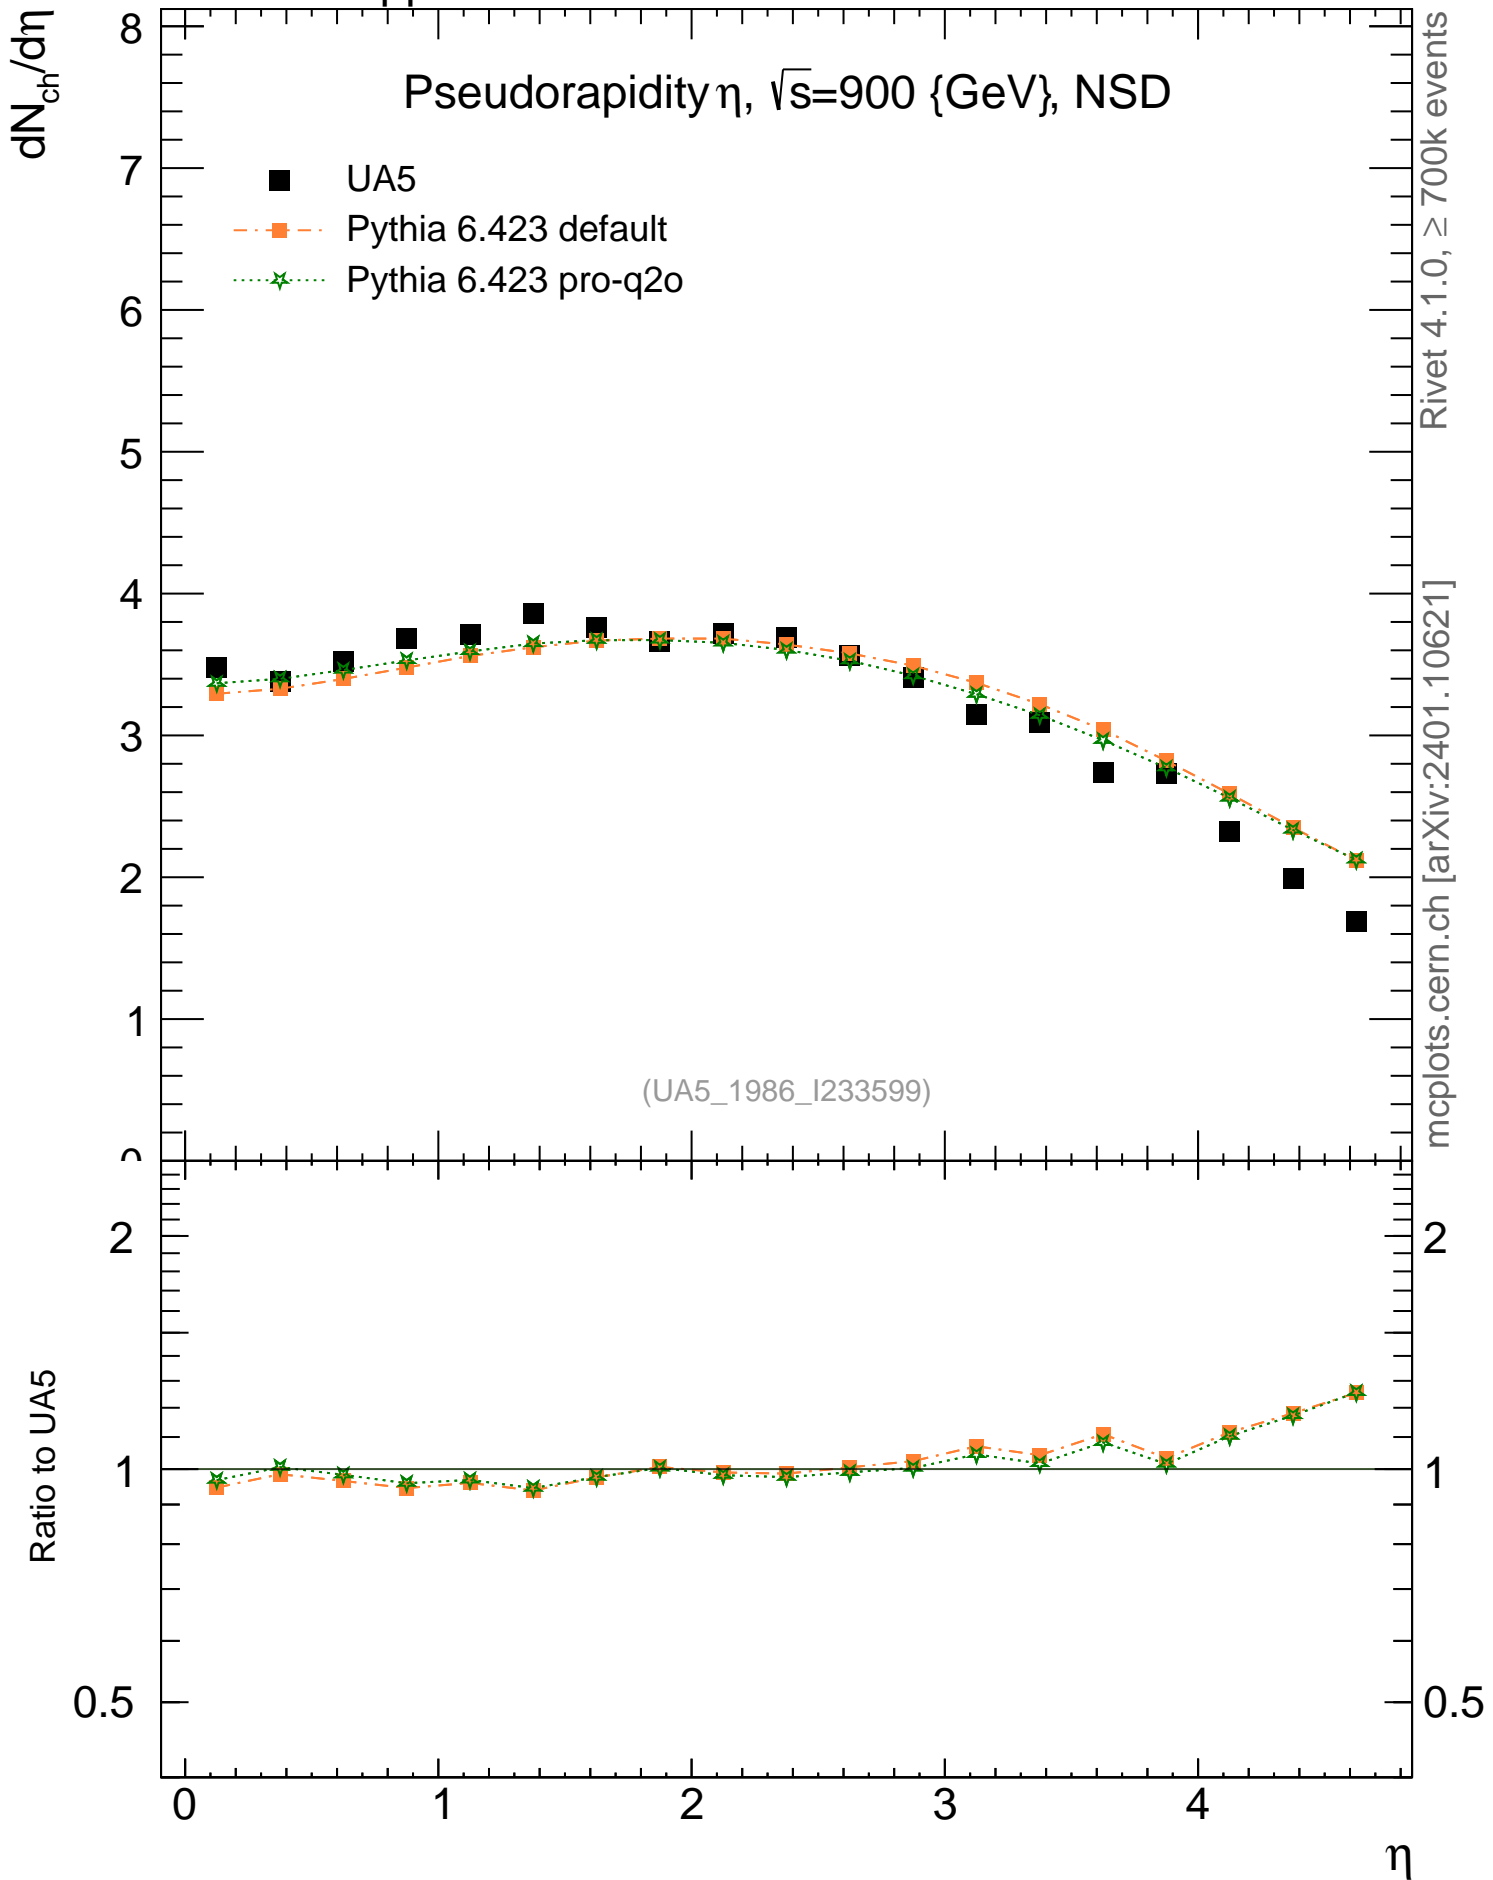 dN_ch/dη
Pseudorapidity η, √s=900 {GeV}, NSD
UA5
Pythia 6.423 default
Pythia 6.423 pro-q2o
8
7
6
5
4
3
2
1
0
(UA5_1986_I233599)
Rivet 4.1.0, ≥ 700k events
mcplots.cern.ch [arXiv:2401.10621]
Ratio to UA5
2
1
0.5
2
1
0.5
0 1 2 3 4
η